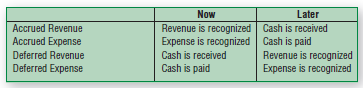 Now Later
Accrued Revenue Revenue is recognized Cash is received
Accrued Expense Expense is recognized Cash is paid
Deferred Revenue Cash is received Revenue is recognized
Deferred Expense Cash is paid Expense is recognized